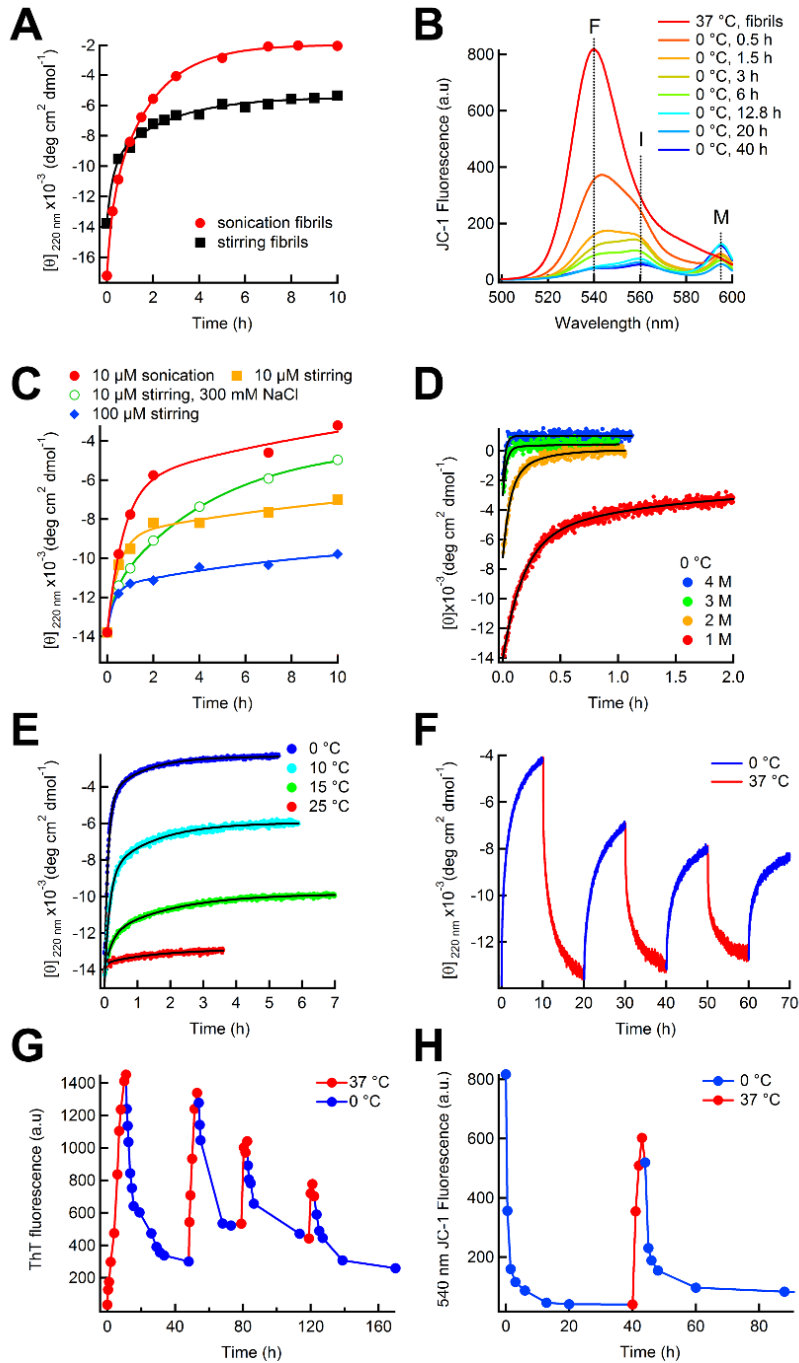 A
[θ] 220 nm x10⁻³ (deg cm² dmol⁻¹)
-2
-4
-6
-8
-10
-12
-14
-16
sonication fibrils
stirring fibrils
0 2 4 6 8 10
Time (h)
B
JC-1 Fluorescence (a.u)
800
600
400
200
0
F
I
M
37 °C, fibrils
0 °C, 0.5 h
0 °C, 1.5 h
0 °C, 3 h
0 °C, 6 h
0 °C, 12.8 h
0 °C, 20 h
0 °C, 40 h
500 520 540 560 580 600
Wavelength (nm)
C
10 µM sonication 10 µM stirring
10 µM stirring, 300 mM NaCl
100 µM stirring
[θ] 220 nm x10⁻³ (deg cm² dmol⁻¹)
-4
-6
-8
-10
-12
-14
0 2 4 6 8 10
Time (h)
D
[θ]x10⁻³ (deg cm² dmol⁻¹)
0
-2
-4
-6
-8
-10
-12
-14
0 °C
4 M
3 M
2 M
1 M
0.0 0.5 1.0 1.5 2.0
Time (h)
E
[θ] 220 nm x10⁻³ (deg cm² dmol⁻¹)
-4
-6
-8
-10
-12
-14
0 °C
10 °C
15 °C
25 °C
0 1 2 3 4 5 6 7
Time (h)
F
[θ] 220 nm x10⁻³ (deg cm² dmol⁻¹)
-4
-6
-8
-10
-12
0 °C
37 °C
0 10 20 30 40 50 60 70
Time (h)
G
ThT fluorescence (a.u)
1400
1200
1000
800
600
400
200
37 °C
0 °C
0 40 80 120 160
Time (h)
H
540 nm JC-1 Fluorescence (a.u)
800
600
400
200
0 °C
37 °C
0 20 40 60 80
Time (h)